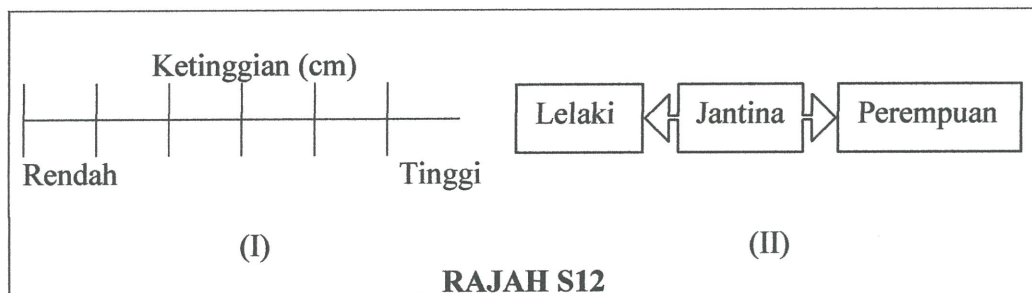 Ketinggian (cm)
Rendah
Tinggi
(I)
Lelaki
Jantina
Perempuan
(II)
RAJAH S12